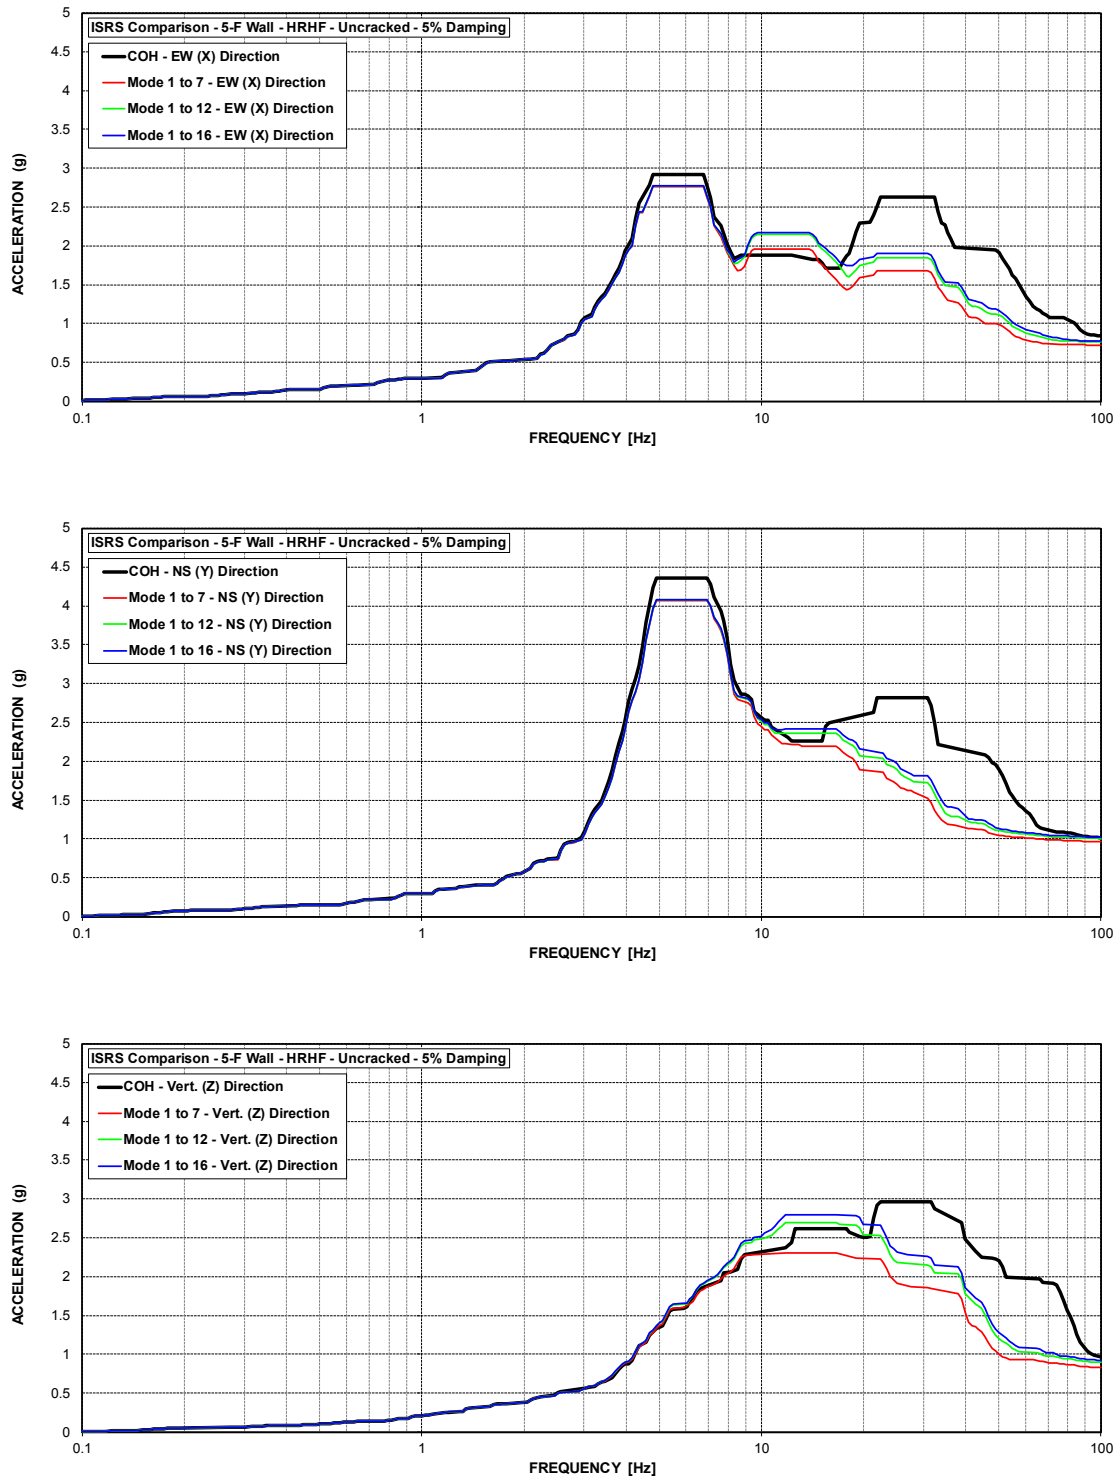 ISRS Comparison - 5-F Wall - HRHF - Uncracked - 5% Damping
COH - EW (X) Direction
Mode 1 to 7 - EW (X) Direction
Mode 1 to 12 - EW (X) Direction
Mode 1 to 16 - EW (X) Direction
ACCELERATION (g)
5
4.5
4
3.5
3
2.5
2
1.5
1
0.5
0
0.1
1
10
100
FREQUENCY [Hz]
ISRS Comparison - 5-F Wall - HRHF - Uncracked - 5% Damping
COH - NS (Y) Direction
Mode 1 to 7 - NS (Y) Direction
Mode 1 to 12 - NS (Y) Direction
Mode 1 to 16 - NS (Y) Direction
ACCELERATION (g)
5
4.5
4
3.5
3
2.5
2
1.5
1
0.5
0
0.1
1
10
100
FREQUENCY [Hz]
ISRS Comparison - 5-F Wall - HRHF - Uncracked - 5% Damping
COH - Vert. (Z) Direction
Mode 1 to 7 - Vert. (Z) Direction
Mode 1 to 12 - Vert. (Z) Direction
Mode 1 to 16 - Vert. (Z) Direction
ACCELERATION (g)
5
4.5
4
3.5
3
2.5
2
1.5
1
0.5
0
0.1
1
10
100
FREQUENCY [Hz]